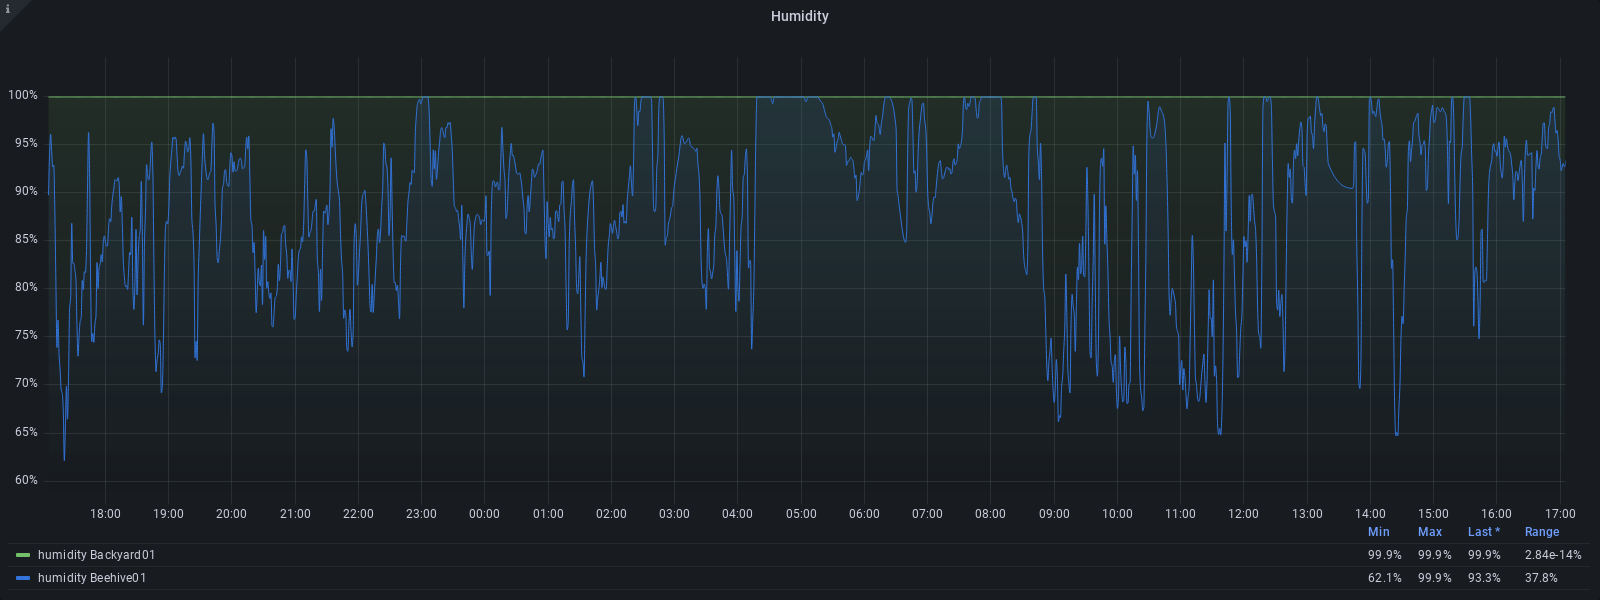 i
Humidity
100%
95%
90%
85%
80%
75%
70%
65%
60%
18:00 19:00 20:00 21:00 22:00 23:00 00:00 01:00 02:00 03:00 04:00 05:00 06:00 07:00 08:00 09:00 10:00 11:00 12:00 13:00 14:00 15:00 16:00 17:00
Min Max Last * Range
humidity Backyard01 99.9% 99.9% 99.9% 2.84e-14%
humidity Beehive01 62.1% 99.9% 93.3% 37.8%